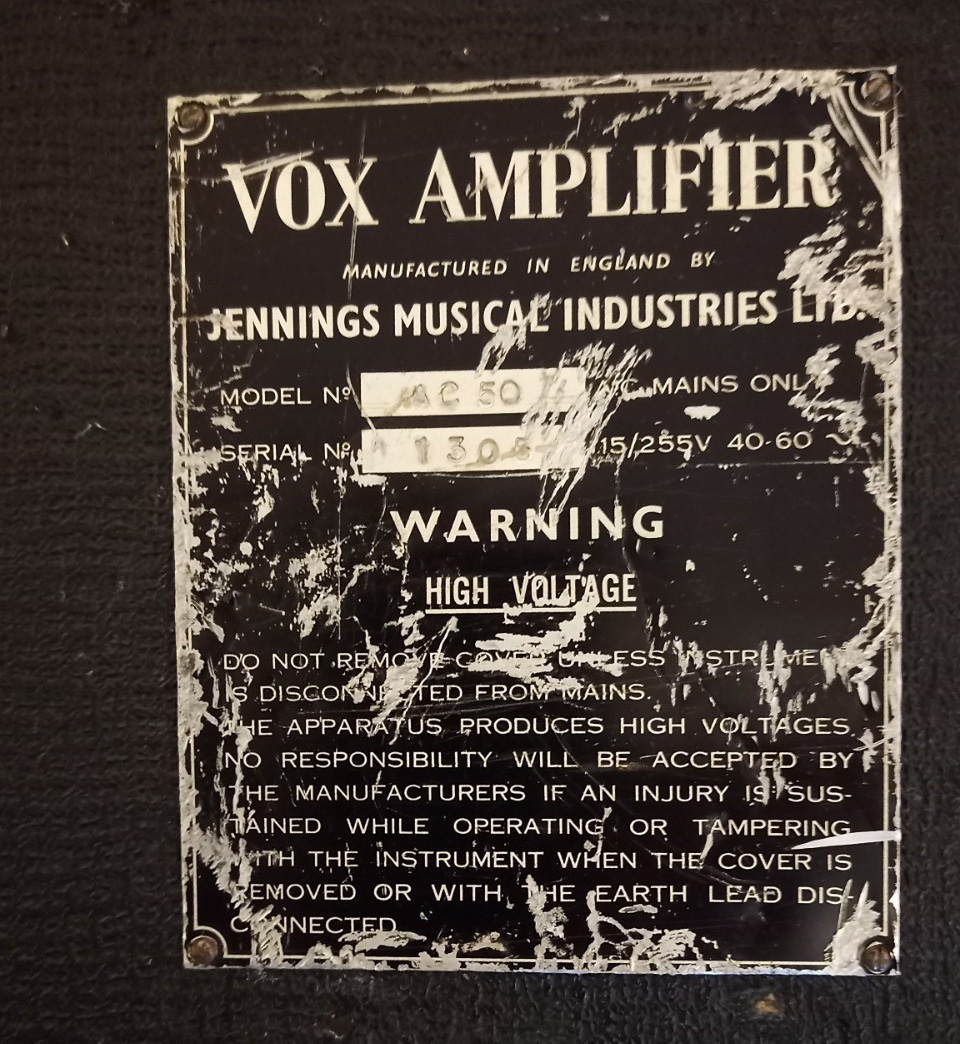 VOX AMPLIFIER
MANUFACTURED IN ENGLAND BY
JENNINGS MUSICAL INDUSTRIES LTD.
MODEL Nº AC 50 A.C. MAINS ONLY
SERIAL Nº 15/255V 40-60 ~
WARNING
HIGH VOLTAGE
DO NOT REMOVE COVER UNLESS INSTRUMENT
IS DISCONNECTED FROM MAINS.
THE APPARATUS PRODUCES HIGH VOLTAGES.
NO RESPONSIBILITY WILL BE ACCEPTED BY
THE MANUFACTURERS IF AN INJURY IS SUS-
TAINED WHILE OPERATING OR TAMPERING
WITH THE INSTRUMENT WHEN THE COVER IS
REMOVED OR WITH THE EARTH LEAD DIS-
CONNECTED